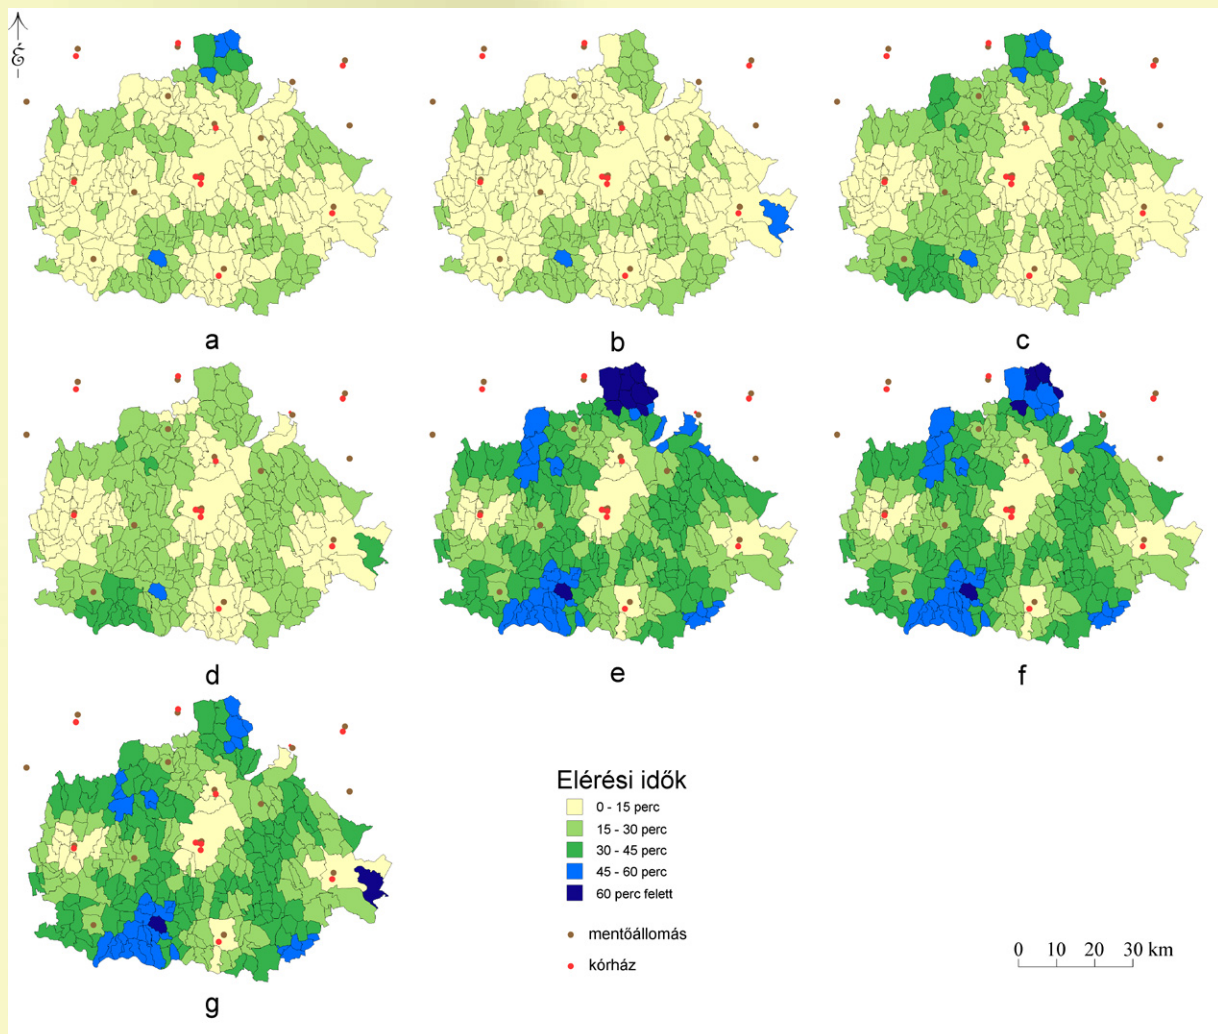 É
a
b
c
d
e
f
g
Elérési idők
0 - 15 perc
15 - 30 perc
30 - 45 perc
45 - 60 perc
60 perc felett
mentőállomás
kórház
0 10 20 30 km